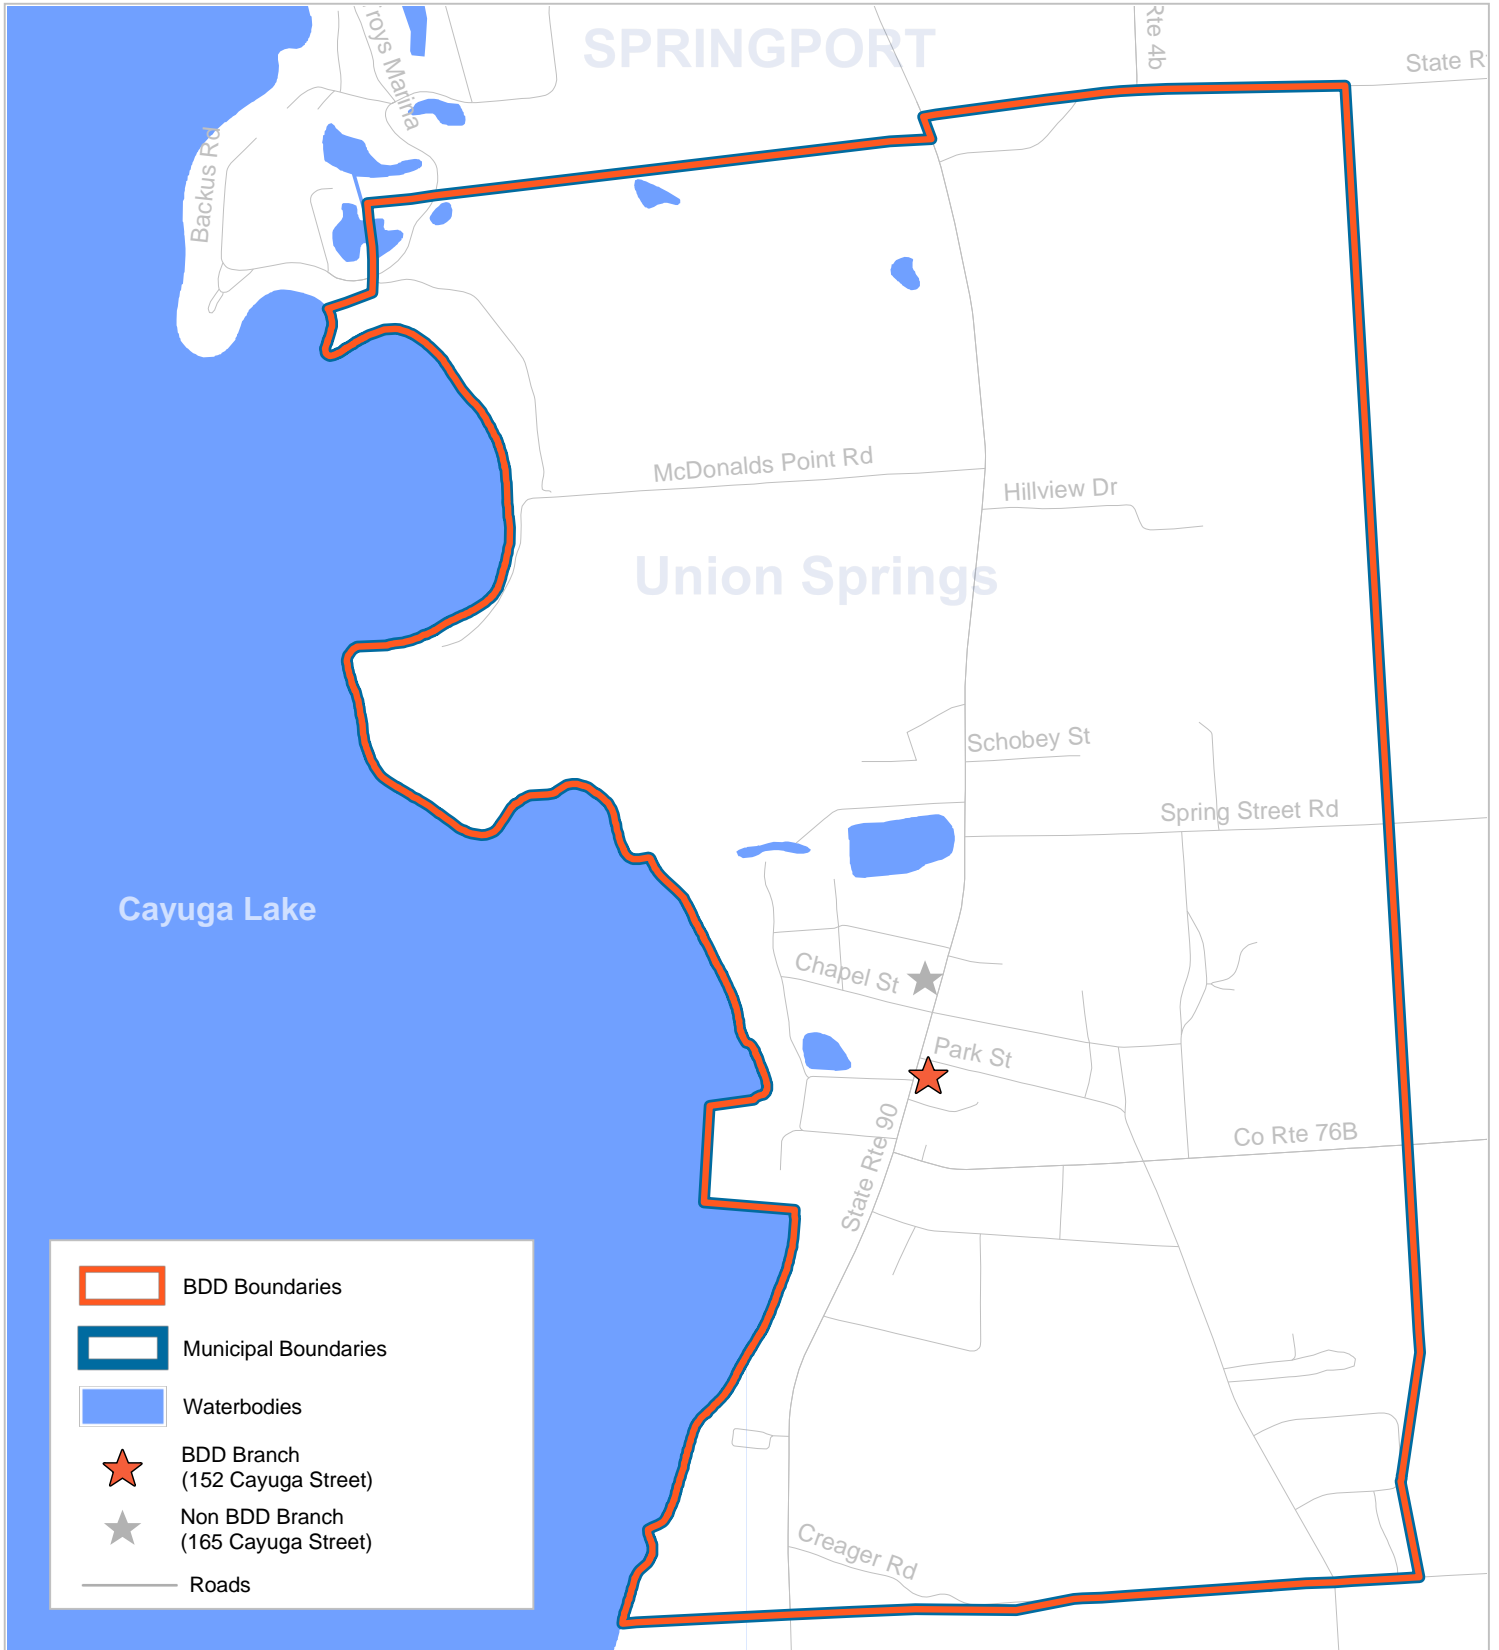 SPRINGPORT
Rte 4b
State R
roys Marina
Backus Rd
McDonalds Point Rd
Hillview Dr
Union Springs
Schobey St
Spring Street Rd
Cayuga Lake
Chapel St
Park St
State Rte 90
Co Rte 76B
Creager Rd
BDD Boundaries
Municipal Boundaries
Waterbodies
BDD Branch
(152 Cayuga Street)
Non BDD Branch
(165 Cayuga Street)
Roads